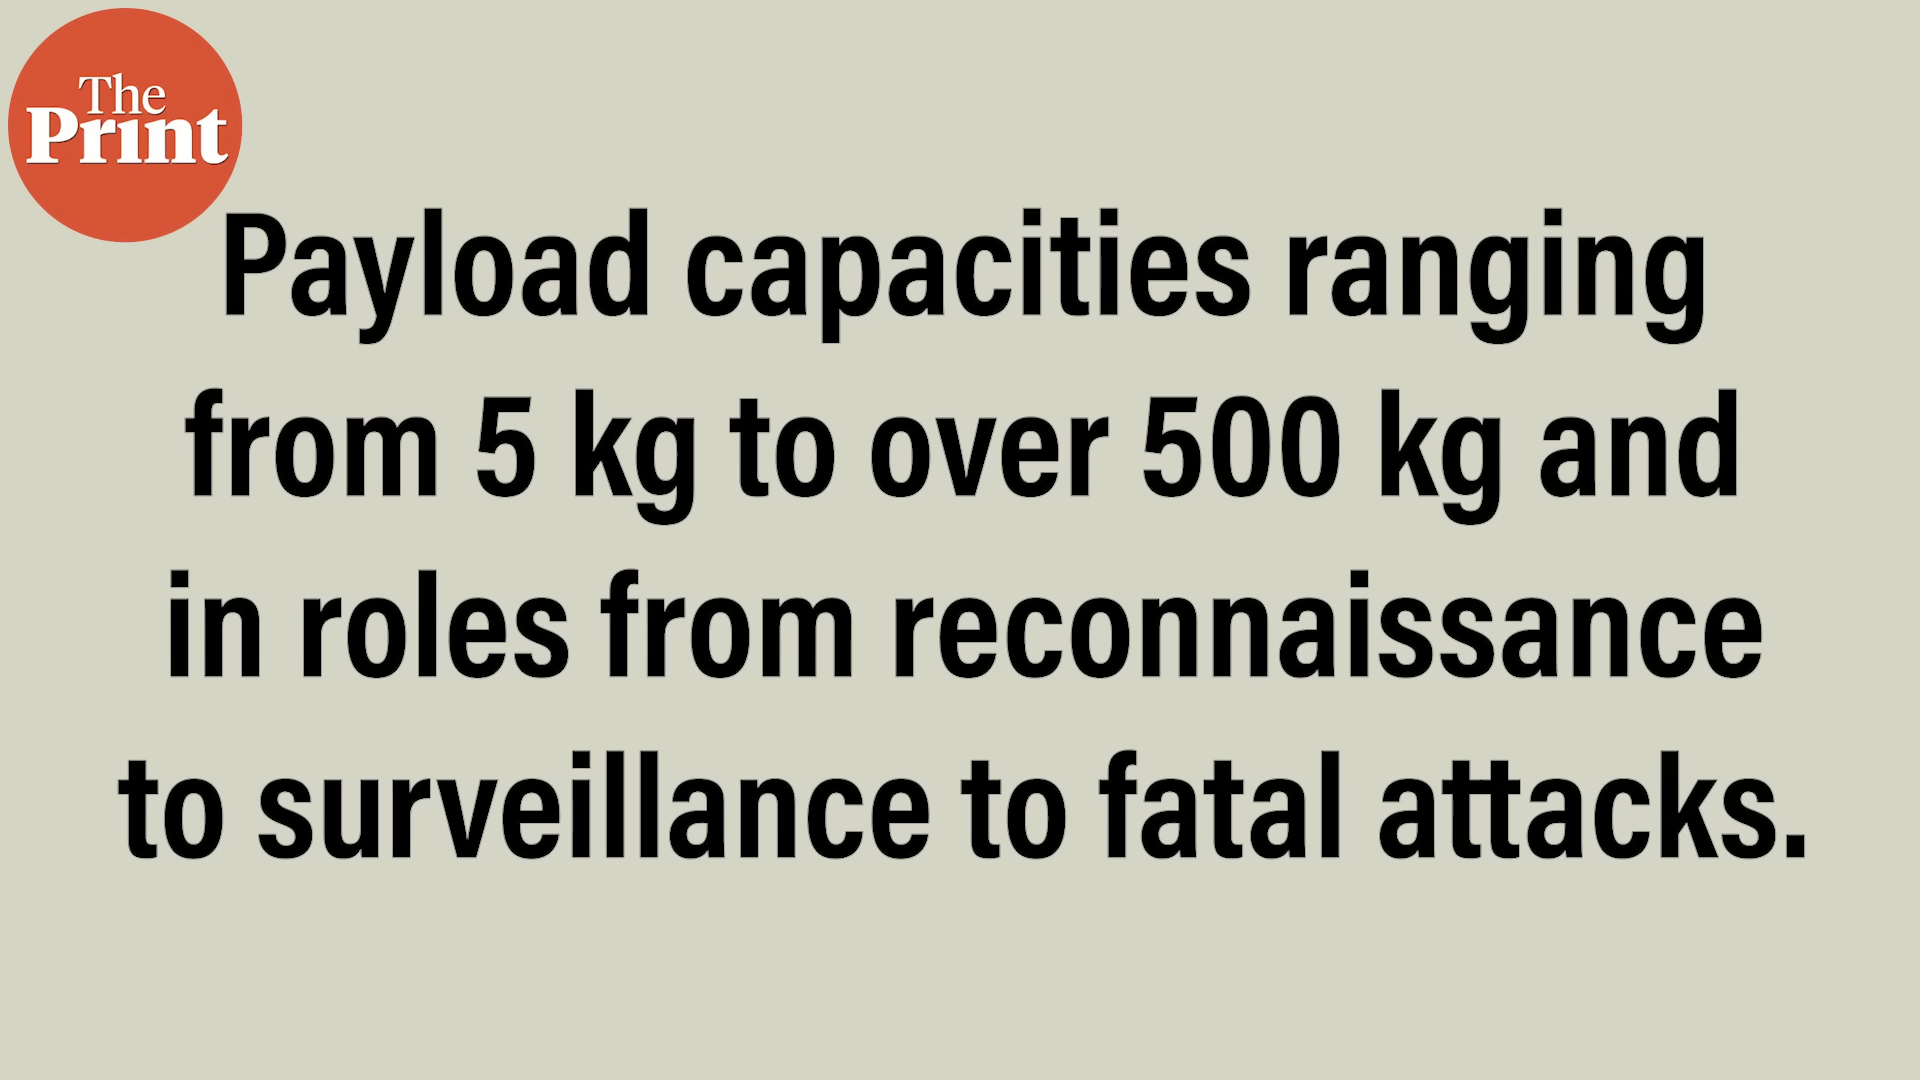 The
Print
Payload capacities ranging
from 5 kg to over 500 kg and
in roles from reconnaissance
to surveillance to fatal attacks.